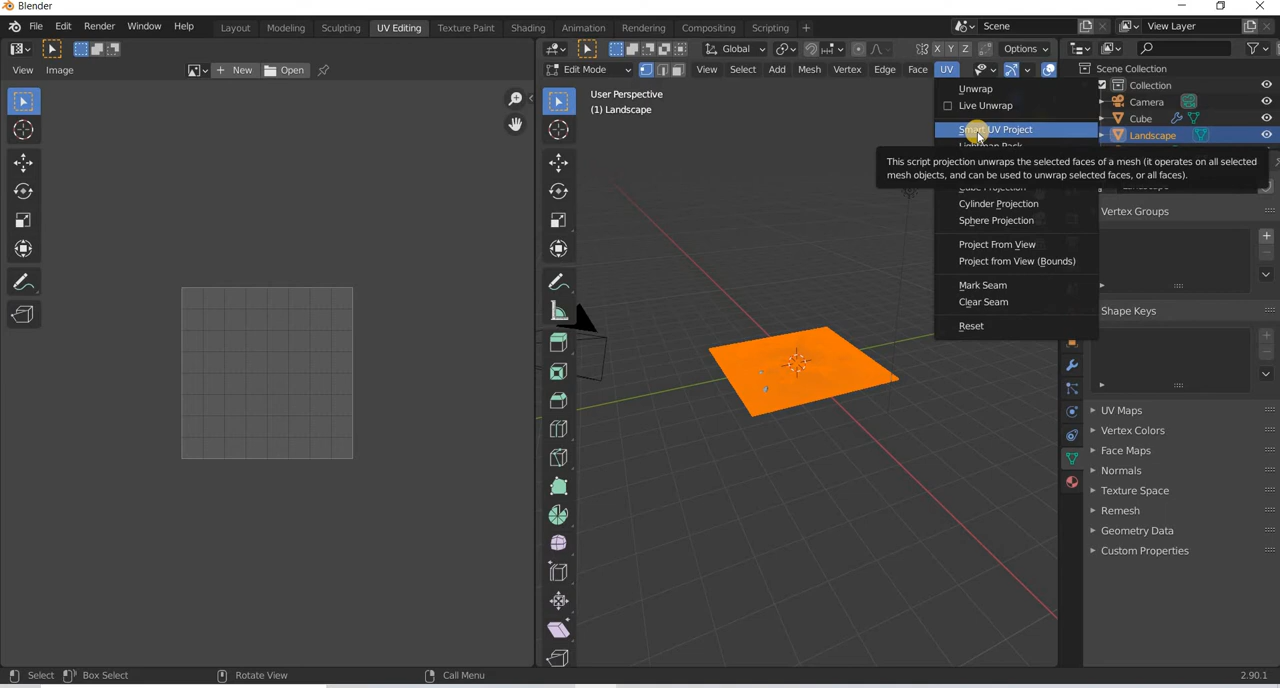 Blender
File Edit Render Window Help Layout Modeling Sculpting UV Editing Texture Paint Shading Animation Rendering Compositing Scripting + Scene View Layer
Global X Y Z Options
View Image + New Open Edit Mode View Select Add Mesh Vertex Edge Face UV Scene Collection
User Perspective
(1) Landscape
Unwrap
Live Unwrap
Smart UV Project
Lightmap Pack
This script projection unwraps the selected faces of a mesh (it operates on all selected
mesh objects, and can be used to unwrap selected faces, or all faces).
Cube Projection
Cylinder Projection
Sphere Projection
Project From View
Project from View (Bounds)
Mark Seam
Clear Seam
Reset
Collection
Camera
Cube
Landscape
Vertex Groups
Shape Keys
UV Maps
Vertex Colors
Face Maps
Normals
Texture Space
Remesh
Geometry Data
Custom Properties
Select Box Select Rotate View Call Menu 2.90.1